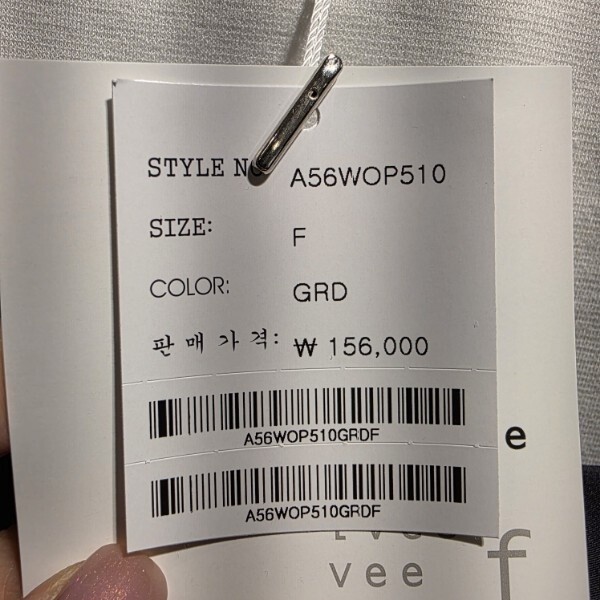 STYLE NO A56WOP510
SIZE: F
COLOR: GRD
판매가격: ₩ 156,000
A56WOP510GRDF
e
A56WOP510GRDF
f
vee